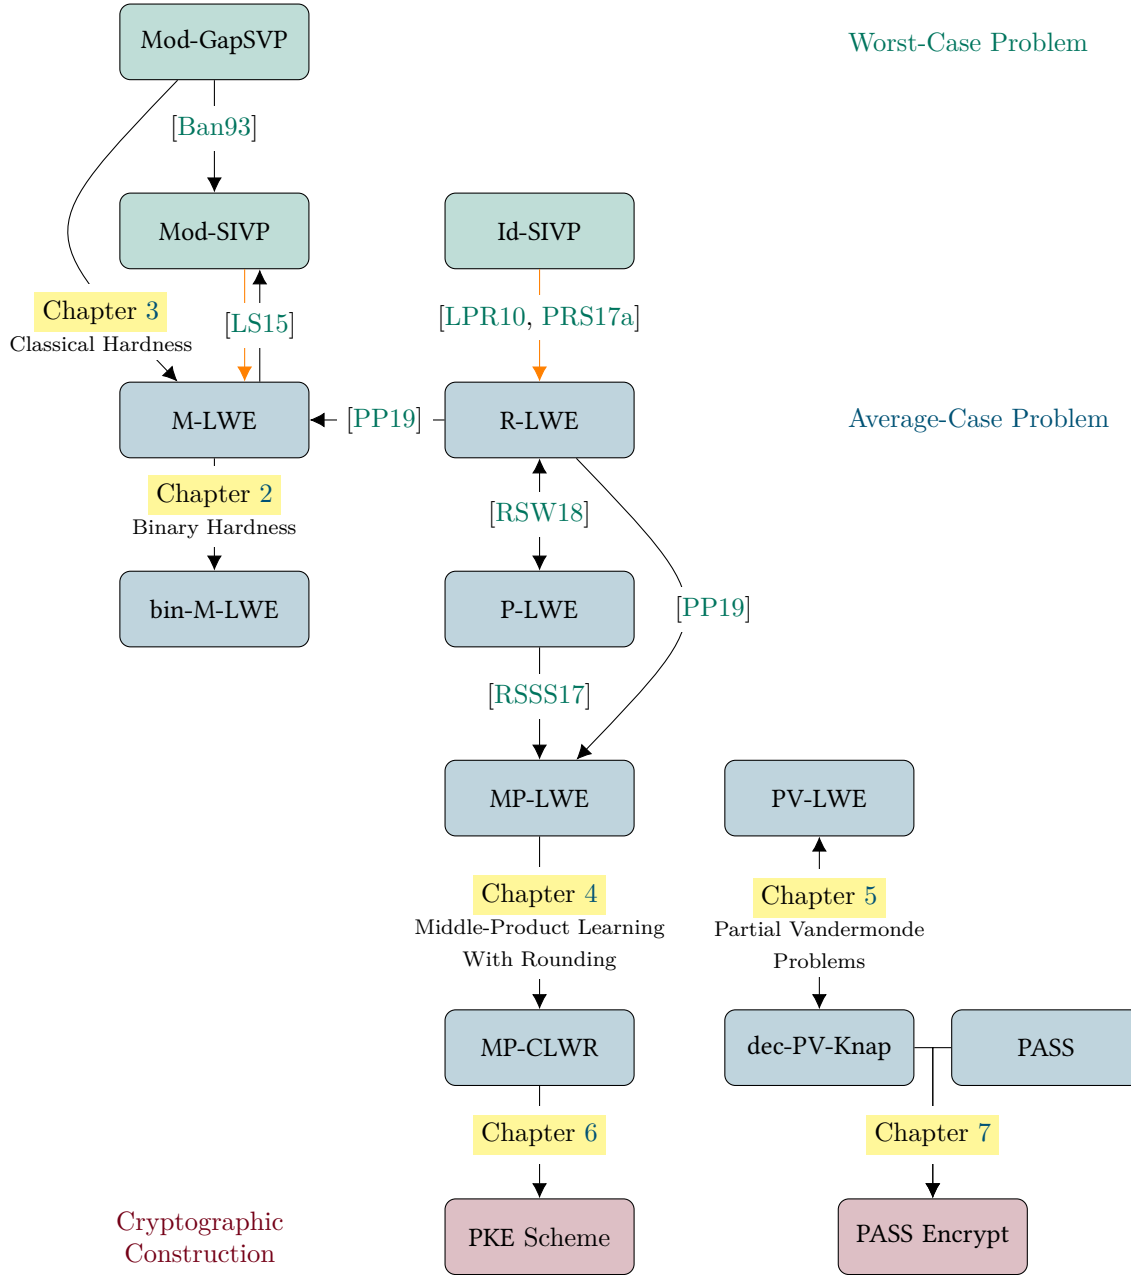 Mod-GapSVP
Worst-Case Problem
[Ban93]
Mod-SIVP
Id-SIVP
Chapter 3
Classical Hardness
[LS15]
[LPR10, PRS17a]
M-LWE
[PP19]
R-LWE
Average-Case Problem
Chapter 2
Binary Hardness
[RSW18]
bin-M-LWE
P-LWE
[PP19]
[RSSS17]
MP-LWE
PV-LWE
Chapter 4
Middle-Product Learning
With Rounding
Chapter 5
Partial Vandermonde
Problems
MP-CLWR
dec-PV-Knap
PASS
Chapter 6
Chapter 7
Cryptographic
Construction
PKE Scheme
PASS Encrypt